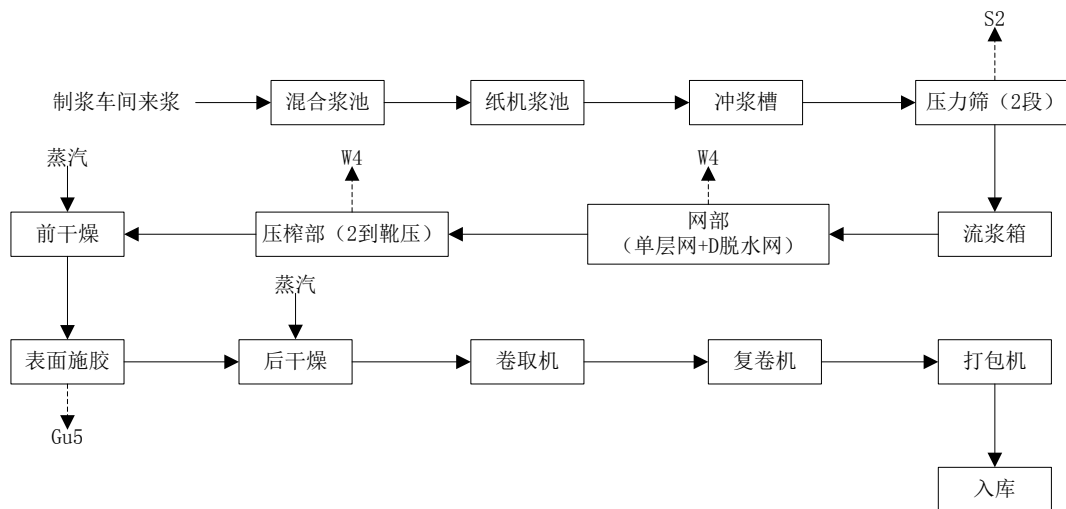 S2
制浆车间来浆
混合浆池
纸机浆池
冲浆槽
压力筛（2段）
蒸汽
W4
W4
前干燥
压榨部（2到靴压）
网部
（单层网+D脱水网）
流浆箱
蒸汽
表面施胶
后干燥
卷取机
复卷机
打包机
Gu5
入库